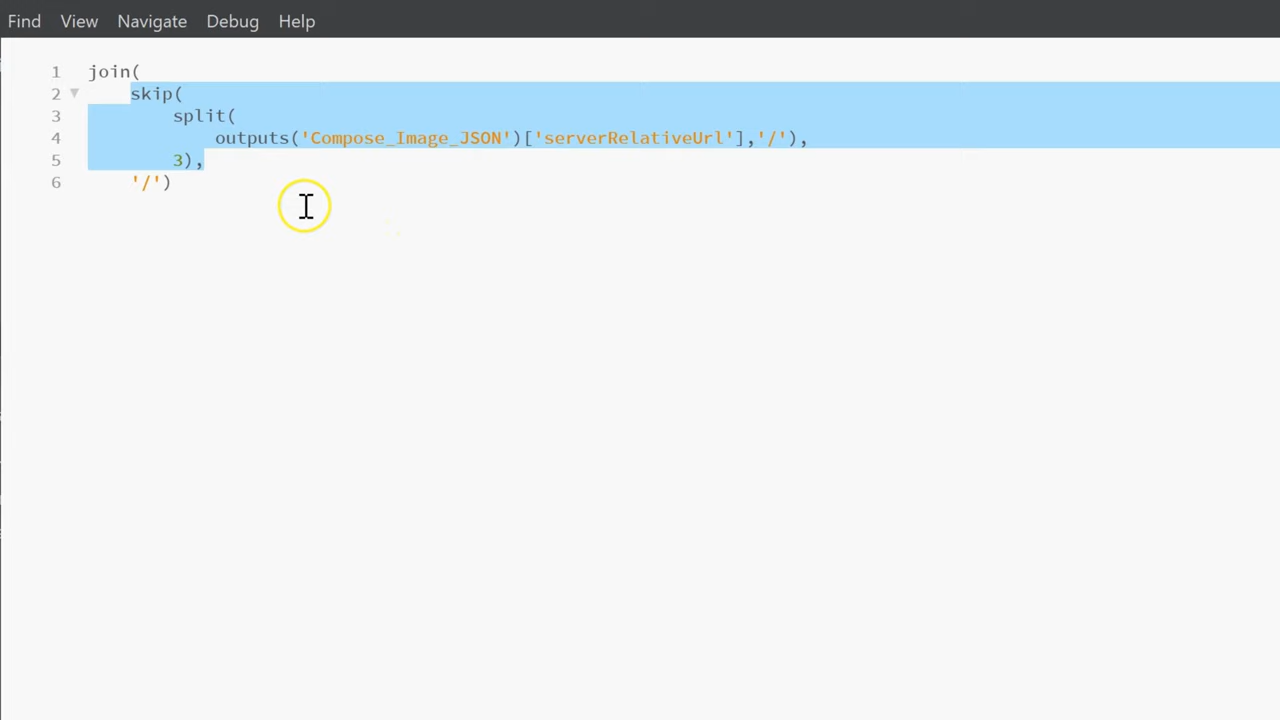 Find View Navigate Debug Help
1 join(
2 skip(
3 split(
4 outputs('Compose_Image_JSON')['serverRelativeUrl'],'/'),
5 3),
6 '/')